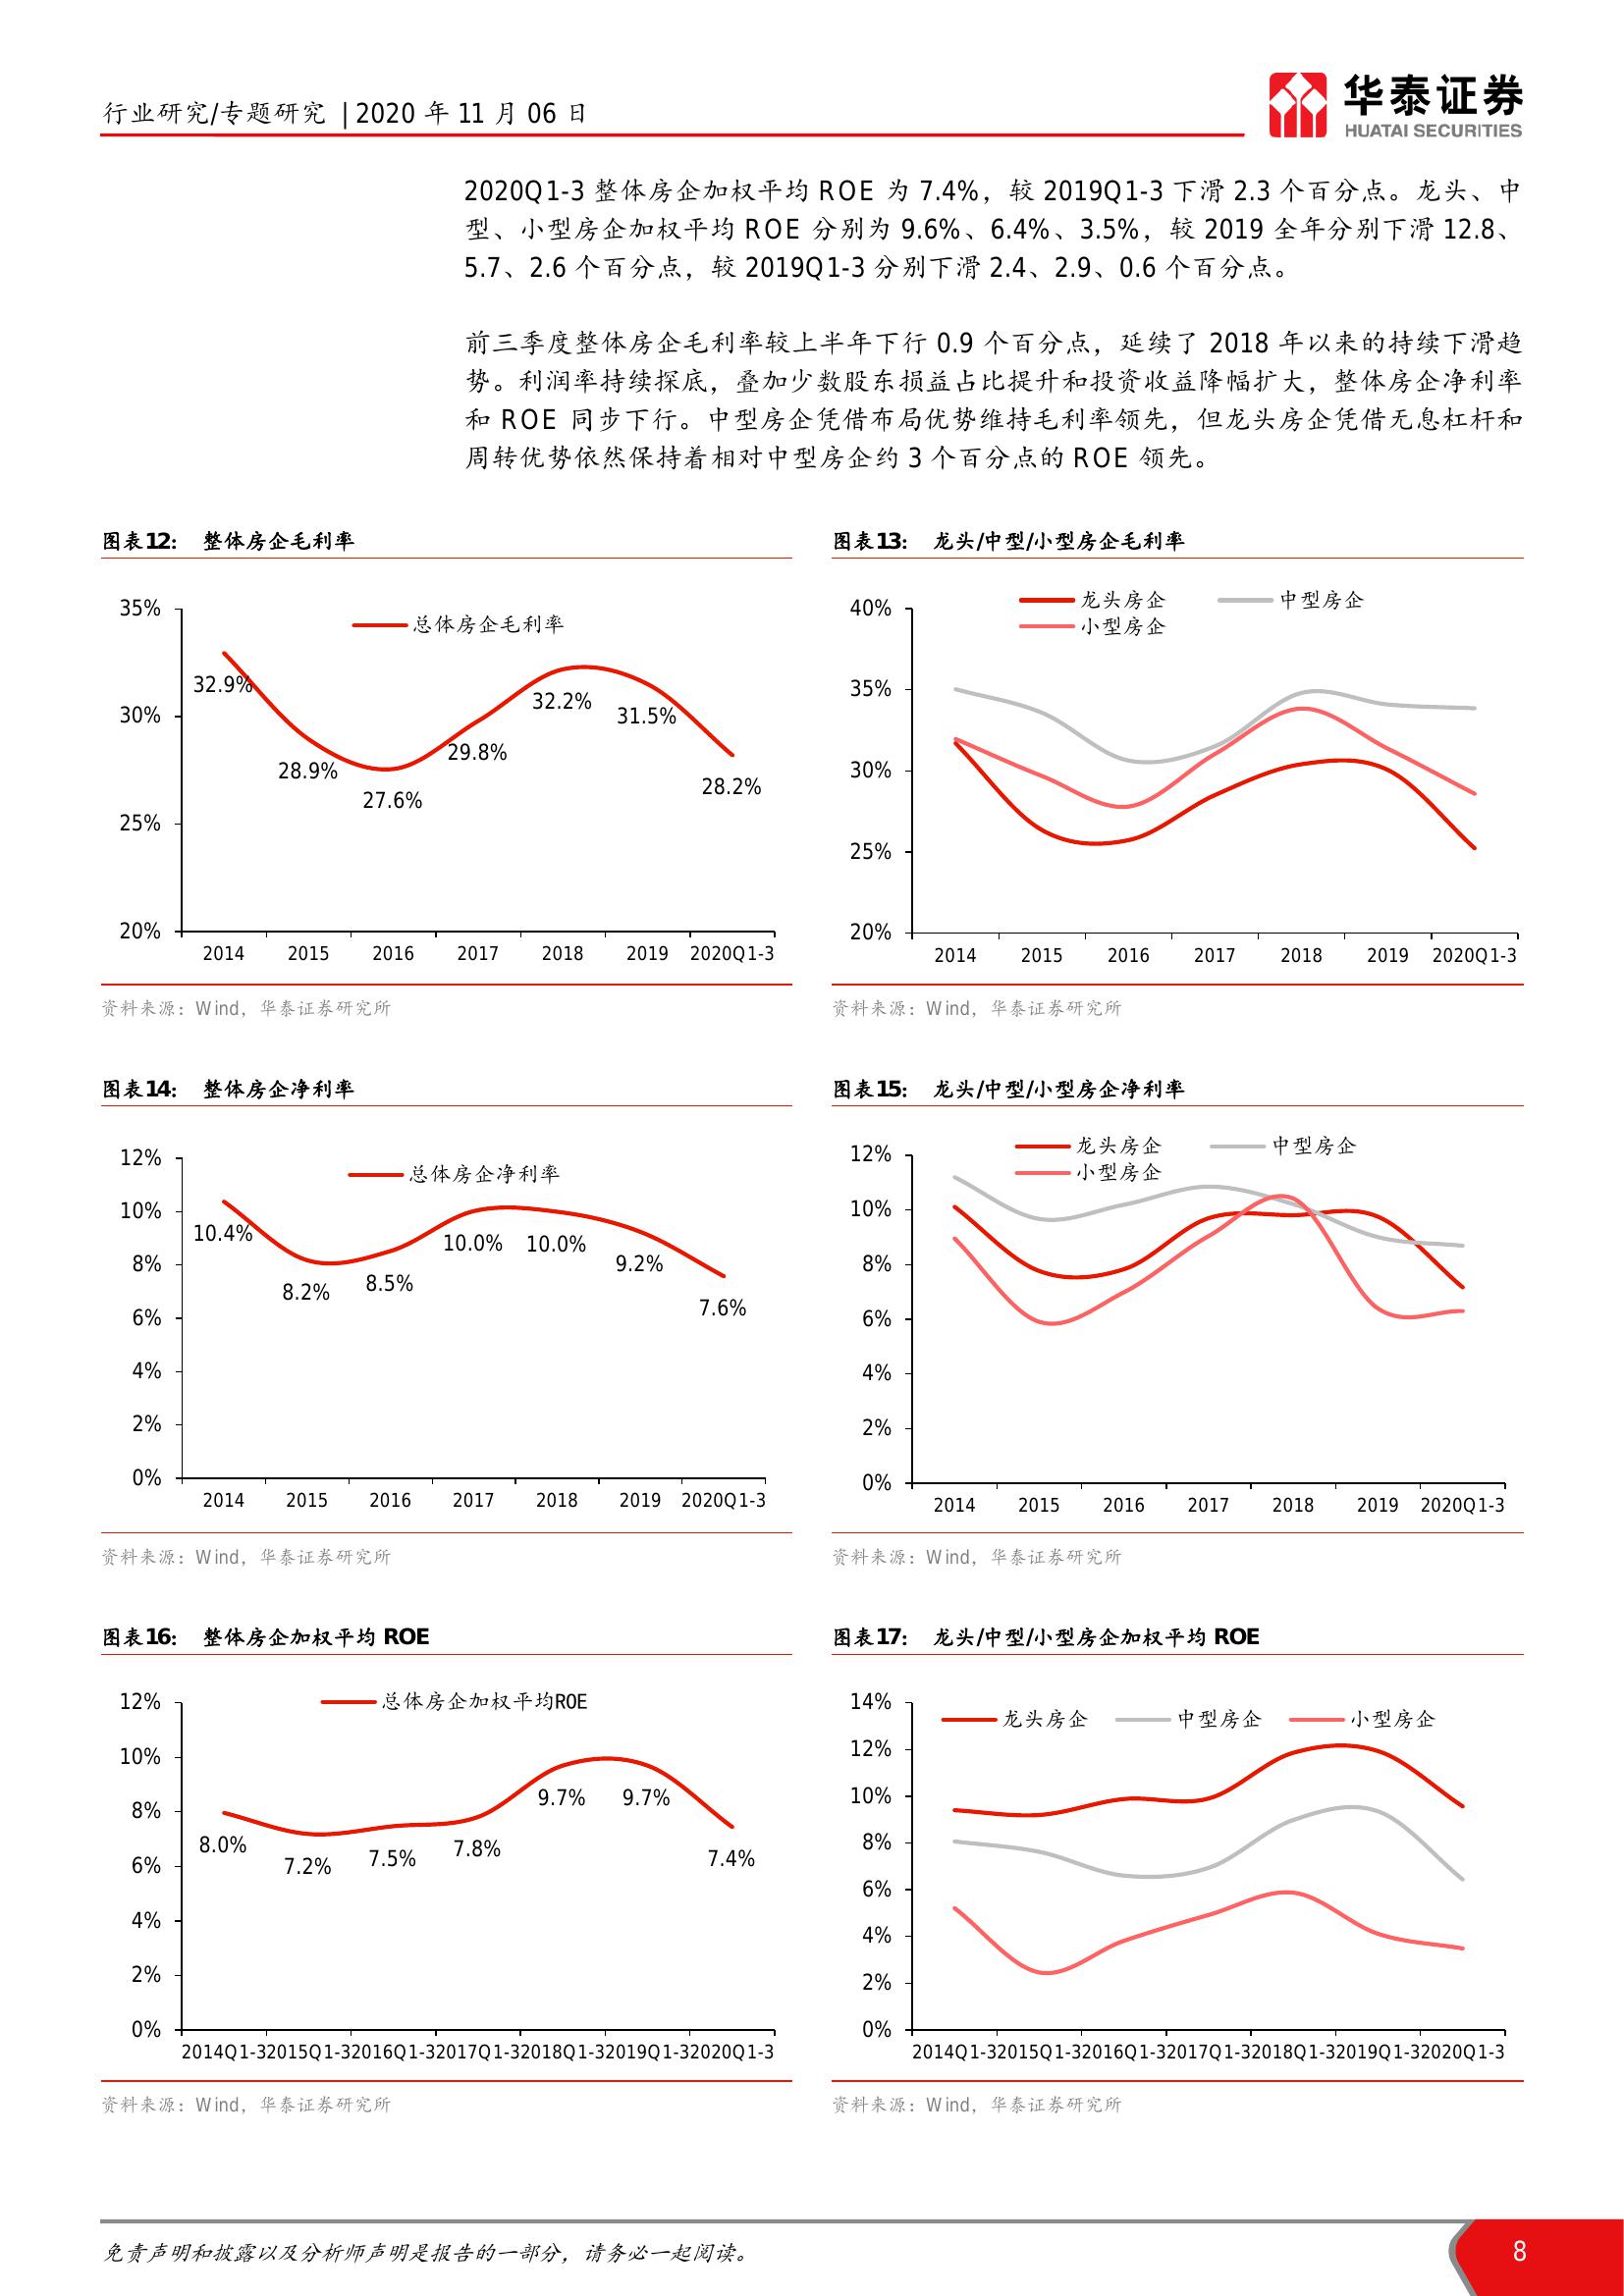 行业研究/专题研究 | 2020 年 11 月 06 日
华泰证券
HUATAI SECURITIES
2020Q1-3 整体房企加权平均 ROE 为 7.4%，较 2019Q1-3 下滑 2.3 个百分点。龙头、中
型、小型房企加权平均 ROE 分别为 9.6%、6.4%、3.5%，较 2019 全年分别下滑 12.8、
5.7、2.6 个百分点，较 2019Q1-3 分别下滑 2.4、2.9、0.6 个百分点。
前三季度整体房企毛利率较上半年下行 0.9 个百分点，延续了 2018 年以来的持续下滑趋
势。利润率持续探底，叠加少数股东损益占比提升和投资收益降幅扩大，整体房企净利率
和 ROE 同步下行。中型房企凭借布局优势维持毛利率领先，但龙头房企凭借无息杠杆和
周转优势依然保持着相对中型房企约 3 个百分点的 ROE 领先。
图表12： 整体房企毛利率
总体房企毛利率
35%
30%
25%
20%
32.9%
28.9%
27.6%
29.8%
32.2%
31.5%
28.2%
2014 2015 2016 2017 2018 2019 2020Q1-3
资料来源：Wind，华泰证券研究所
图表13： 龙头/中型/小型房企毛利率
龙头房企 中型房企
小型房企
40%
35%
30%
25%
20%
2014 2015 2016 2017 2018 2019 2020Q1-3
资料来源：Wind，华泰证券研究所
图表14： 整体房企净利率
总体房企净利率
12%
10%
8%
6%
4%
2%
0%
10.4%
8.2%
8.5%
10.0%
10.0%
9.2%
7.6%
2014 2015 2016 2017 2018 2019 2020Q1-3
资料来源：Wind，华泰证券研究所
图表15： 龙头/中型/小型房企净利率
龙头房企 中型房企
小型房企
12%
10%
8%
6%
4%
2%
0%
2014 2015 2016 2017 2018 2019 2020Q1-3
资料来源：Wind，华泰证券研究所
图表16： 整体房企加权平均 ROE
总体房企加权平均ROE
12%
10%
8%
6%
4%
2%
0%
8.0%
7.2%
7.5%
7.8%
9.7%
9.7%
7.4%
2014Q1-3 2015Q1-3 2016Q1-3 2017Q1-3 2018Q1-3 2019Q1-3 2020Q1-3
资料来源：Wind，华泰证券研究所
图表17： 龙头/中型/小型房企加权平均 ROE
龙头房企 中型房企 小型房企
14%
12%
10%
8%
6%
4%
2%
0%
2014Q1-3 2015Q1-3 2016Q1-3 2017Q1-3 2018Q1-3 2019Q1-3 2020Q1-3
资料来源：Wind，华泰证券研究所
免责声明和披露以及分析师声明是报告的一部分，请务必一起阅读。
8